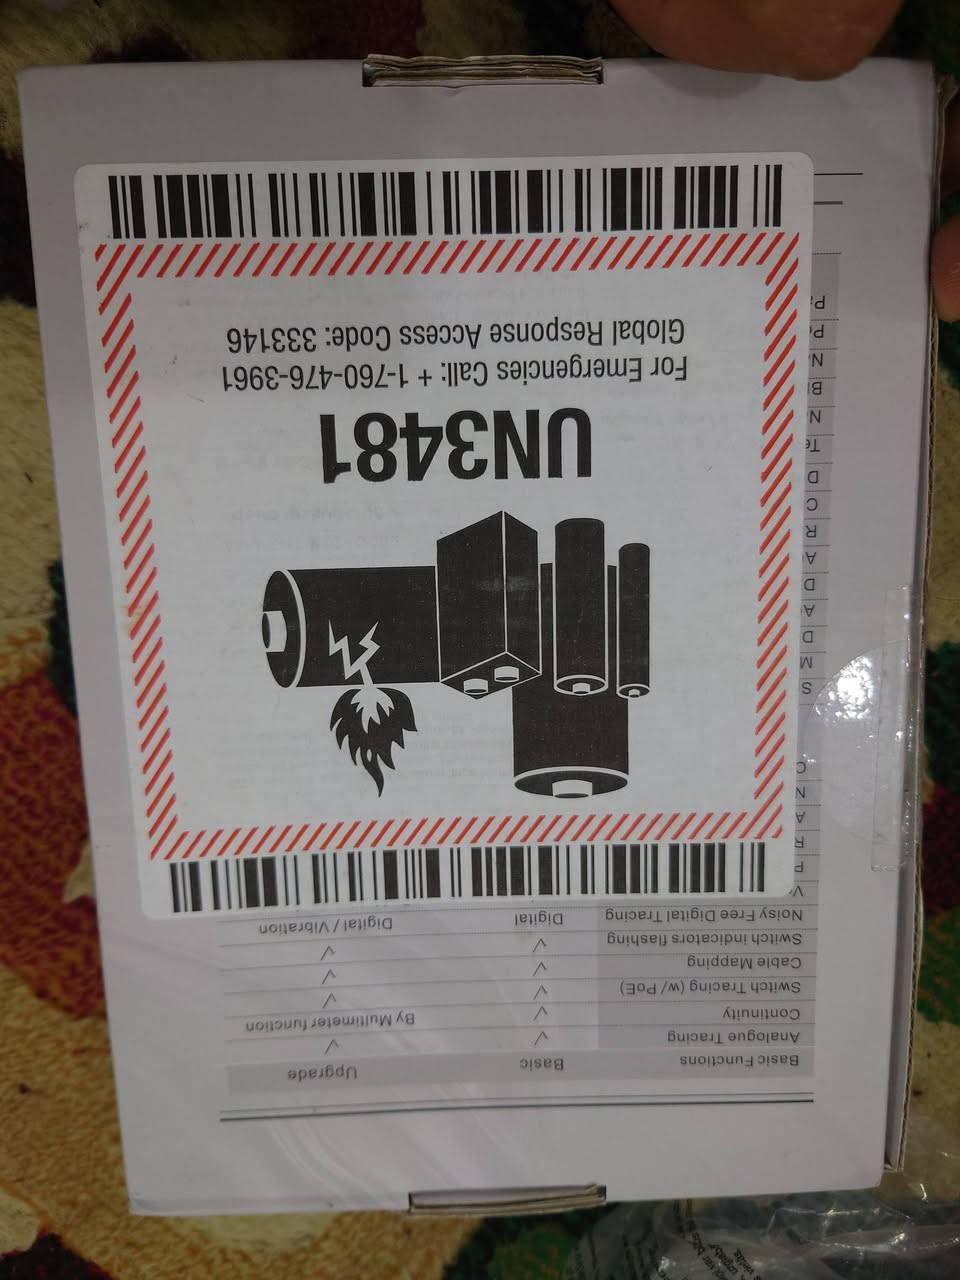 Basic Functions Basic Upgrade
Analogue Tracing ✓ ✓
Continuity ✓ By Multimeter function
Switch Tracing (w/ PoE) ✓ ✓
Cable Mapping ✓ ✓
Switch indicators flashing ✓ ✓
Noisy Free Digital Tracing Digital Digital / Vibration
UN3481
For Emergencies Call: + 1-760-476-3961
Global Response Access Code: 333146